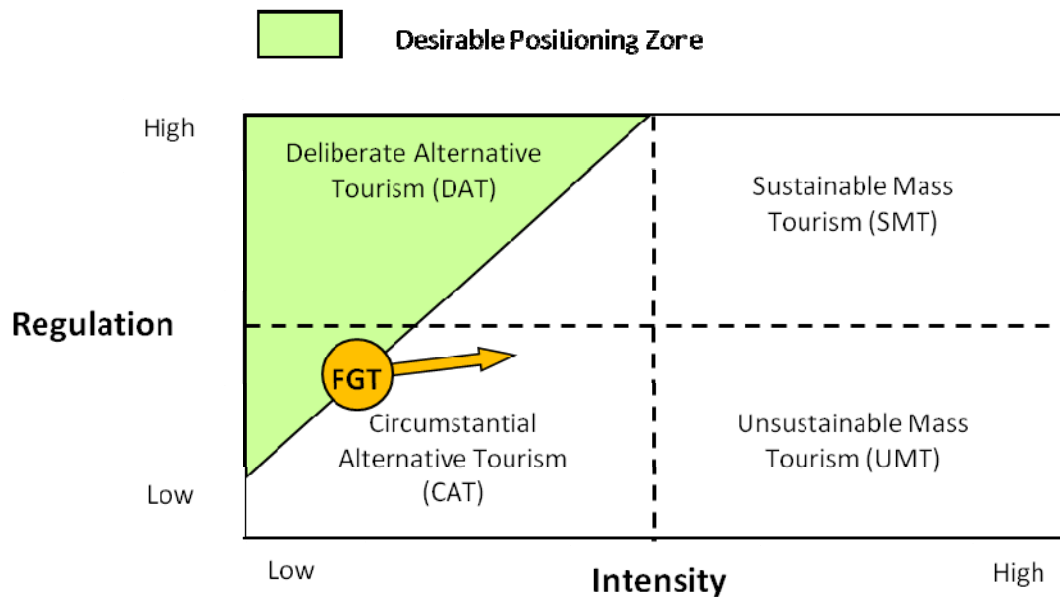 Desirable Positioning Zore
High
Deliberate Alternative
Tourism (DAT)
Sustainable Mass
Tourism (SMT)
Regulation
FGT
Circumstantial
Alternative Tourism
(CAT)
Unsustainable Mass
Tourism (UMT)
Low
Low
Intensity
High